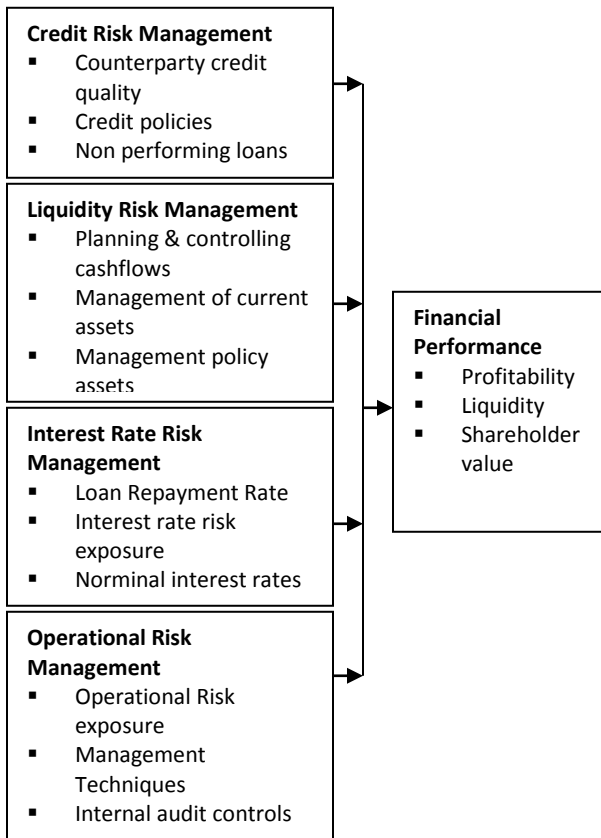 Credit Risk Management
▪ Counterparty credit
quality
▪ Credit policies
▪ Non performing loans
Liquidity Risk Management
▪ Planning & controlling
cashflows
▪ Management of current
assets
▪ Management policy
assets
Interest Rate Risk
Management
▪ Loan Repayment Rate
▪ Interest rate risk
exposure
▪ Norminal interest rates
Operational Risk
Management
▪ Operational Risk
exposure
▪ Management
Techniques
▪ Internal audit controls
Financial
Performance
▪ Profitability
▪ Liquidity
▪ Shareholder
value